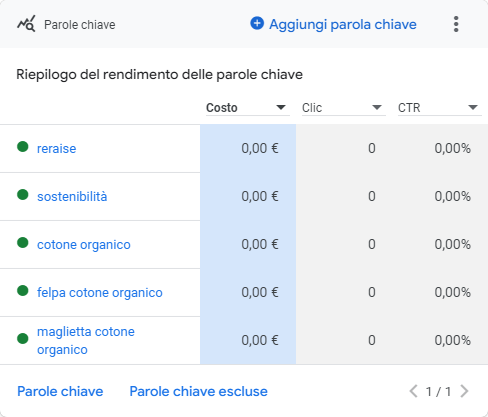 Parole chiave
Aggiungi parola chiave
Riepilogo del rendimento delle parole chiave
Costo Clic CTR
reraise 0,00 € 0 0,00%
sostenibilità 0,00 € 0 0,00%
cotone organico 0,00 € 0 0,00%
felpa cotone organico 0,00 € 0 0,00%
maglietta cotone
organico 0,00 € 0 0,00%
Parole chiave Parole chiave escluse 1 / 1